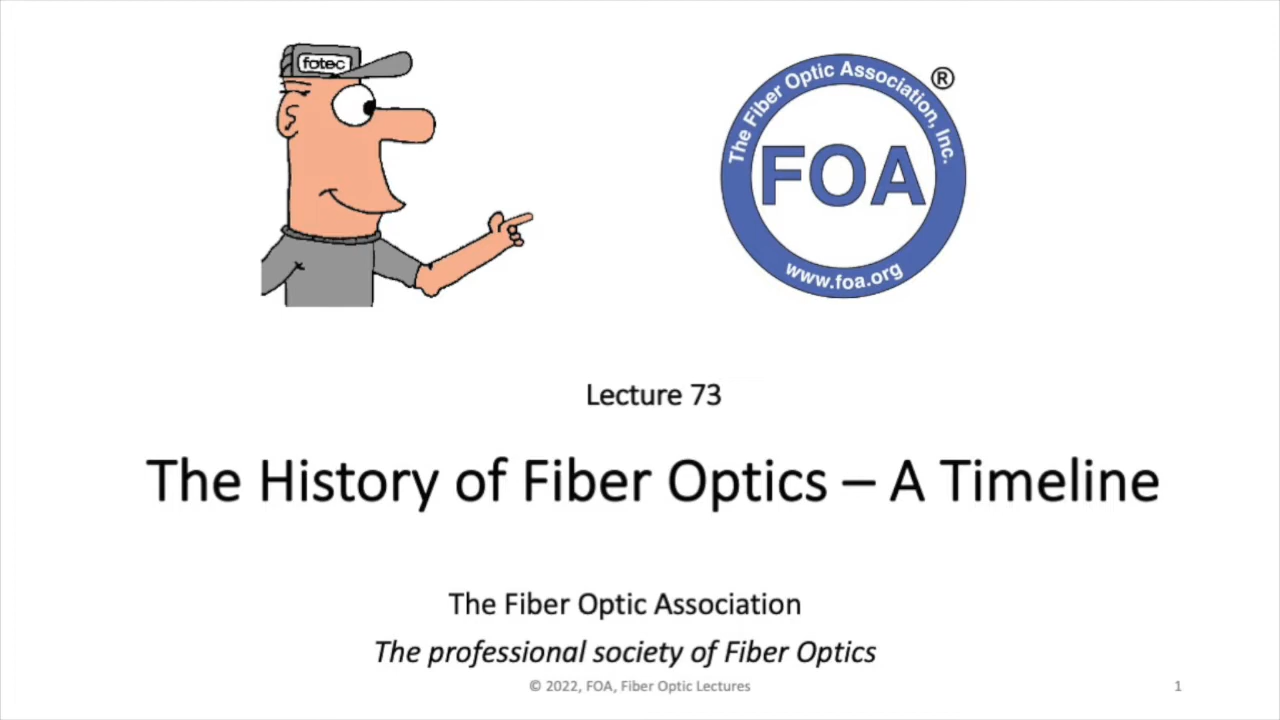 fotec
The Fiber Optic Association, Inc.
®
FOA
www.foa.org
Lecture 73
The History of Fiber Optics – A Timeline
The Fiber Optic Association
The professional society of Fiber Optics
© 2022, FOA, Fiber Optic Lectures
1